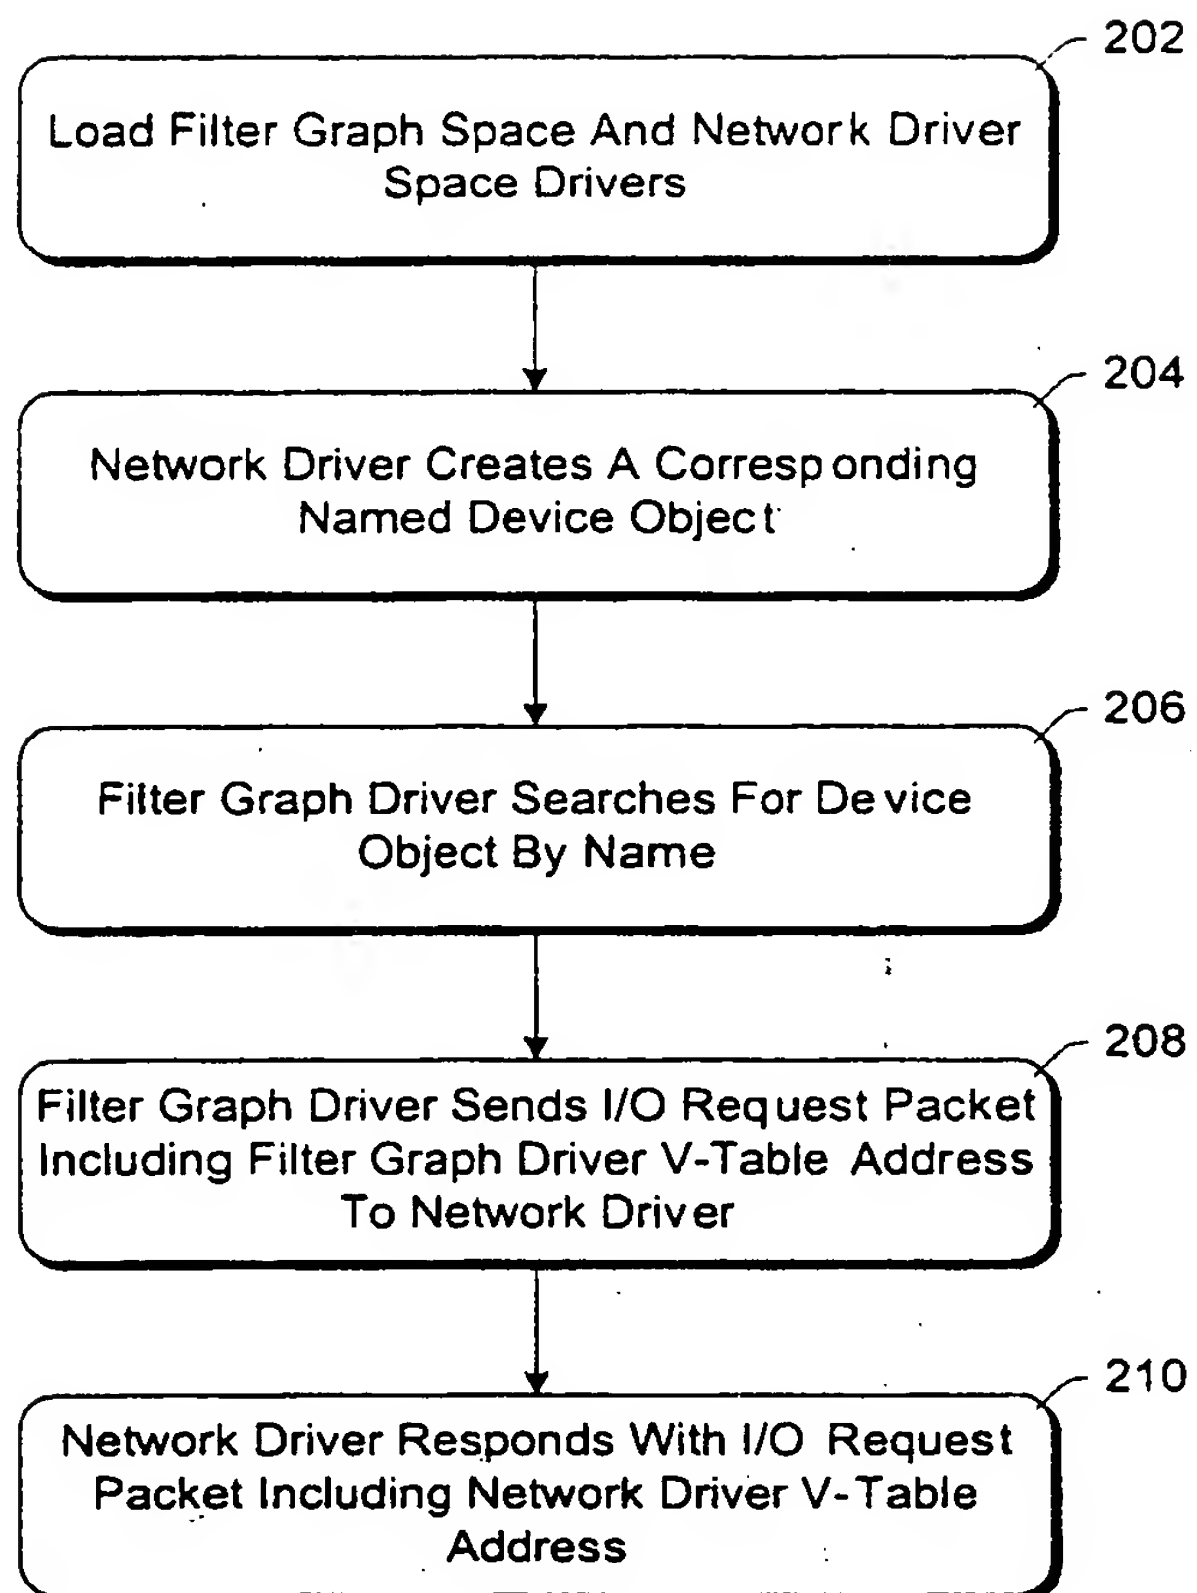 202
Load Filter Graph Space And Network Driver
Space Drivers
204
Network Driver Creates A Corresponding
Named Device Object
206
Filter Graph Driver Searches For Device
Object By Name
208
Filter Graph Driver Sends I/O Request Packet
Including Filter Graph Driver V-Table Address
To Network Driver
210
Network Driver Responds With I/O Request
Packet Including Network Driver V-Table
Address